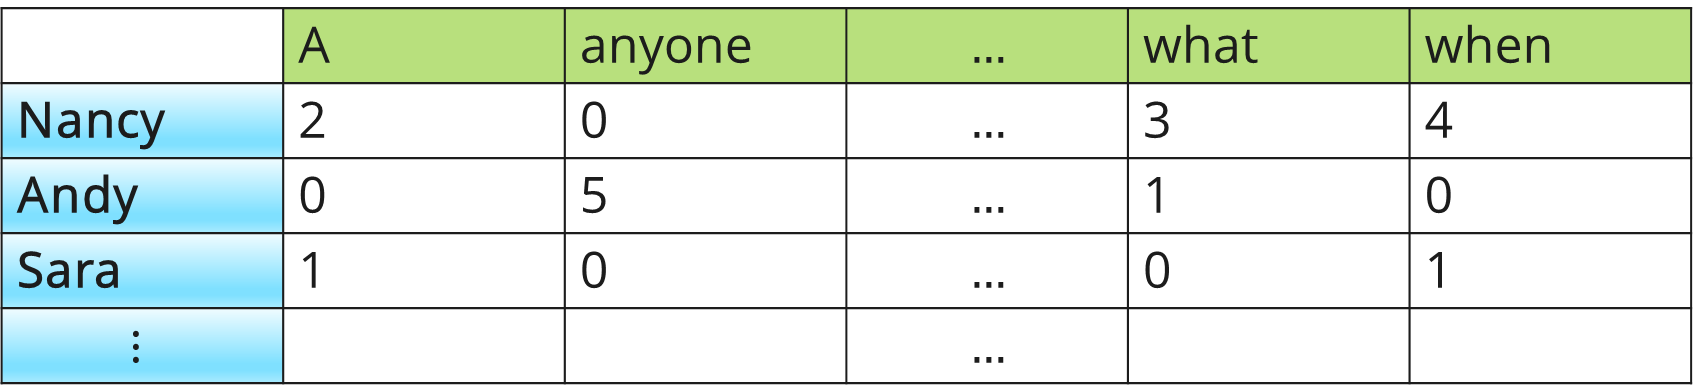 A anyone ... what when
Nancy 2 0 ... 3 4
Andy 0 5 ... 1 0
Sara 1 0 ... 0 1
⋮ ...